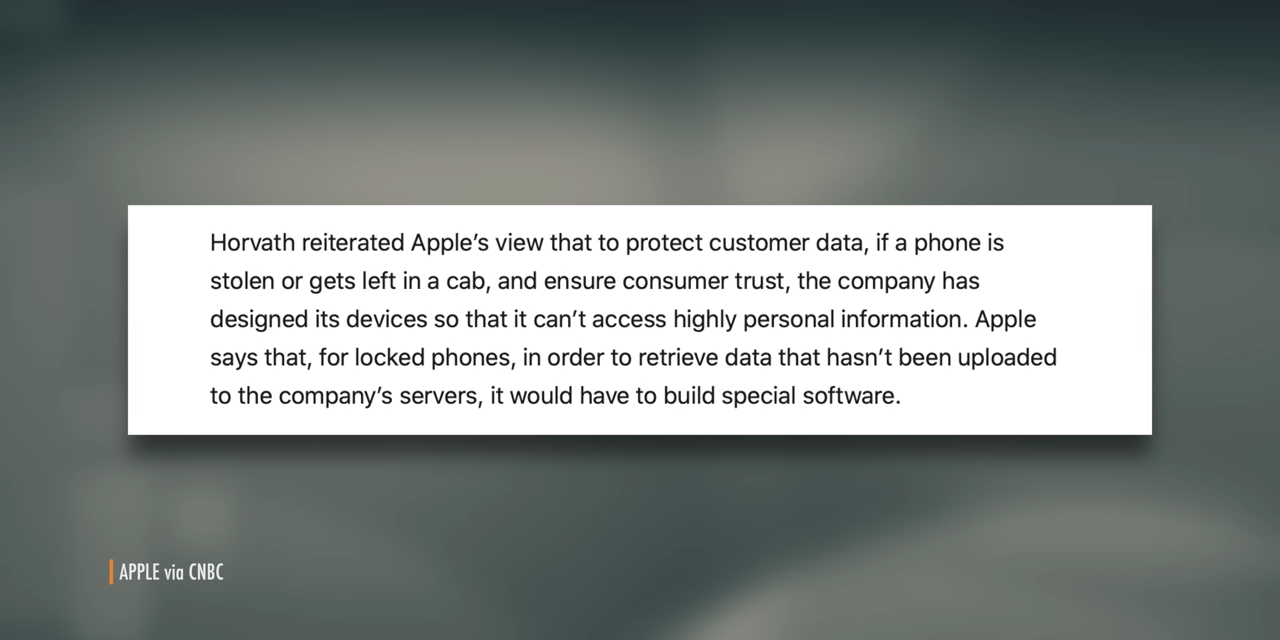 Horvath reiterated Apple’s view that to protect customer data, if a phone is
stolen or gets left in a cab, and ensure consumer trust, the company has
designed its devices so that it can’t access highly personal information. Apple
says that, for locked phones, in order to retrieve data that hasn’t been uploaded
to the company’s servers, it would have to build special software.
APPLE via CNBC